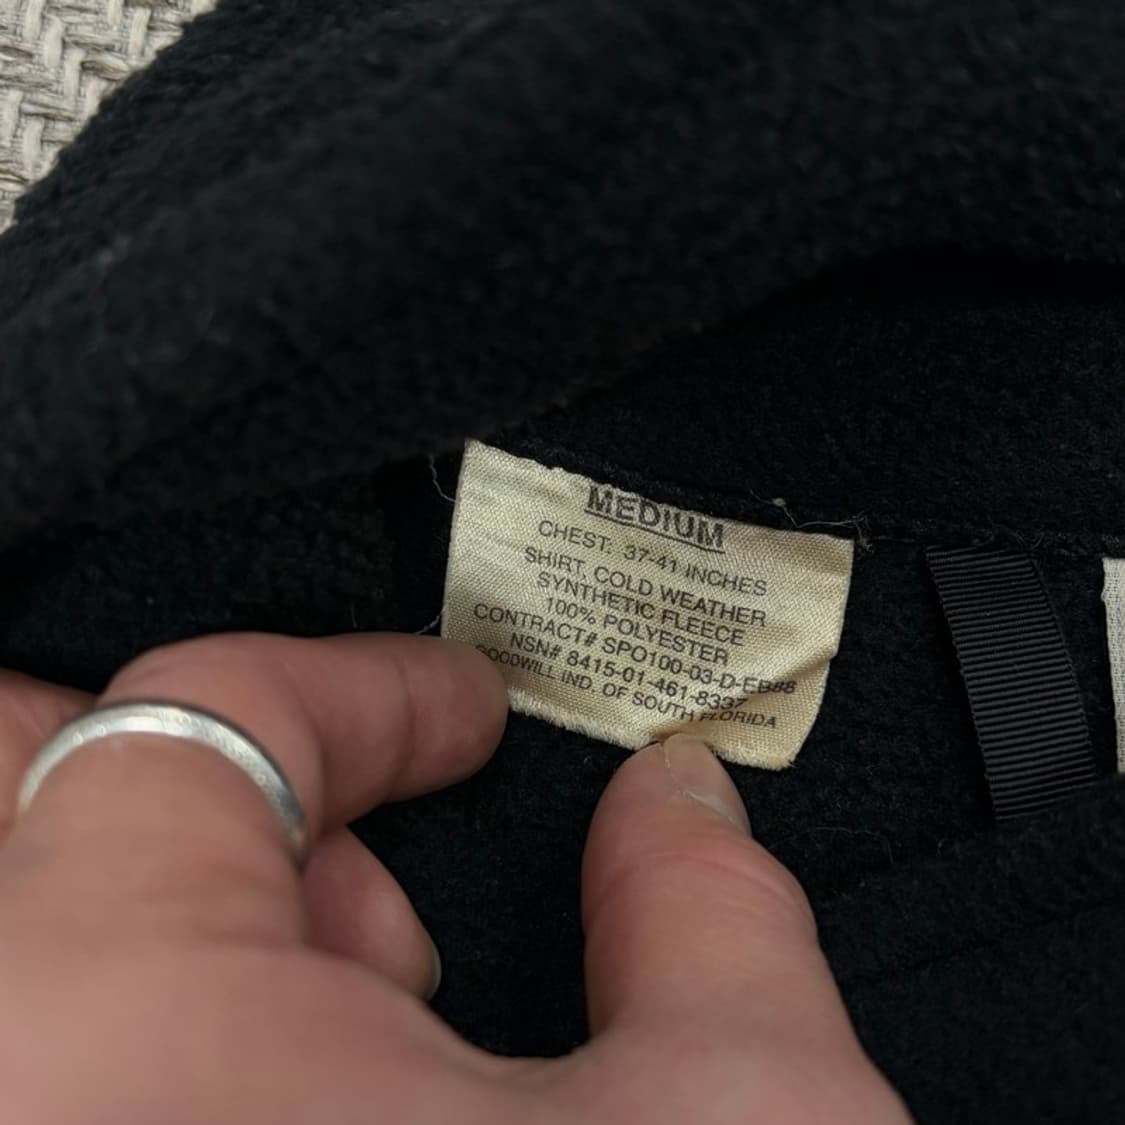 MEDIUM
CHEST: 37-41 INCHES
SHIRT, COLD WEATHER
SYNTHETIC FLEECE
100% POLYESTER
CONTRACT# SPO100-03-D-EB88
NSN# 8415-01-461-8337
GOODWILL IND. OF SOUTH FLORIDA